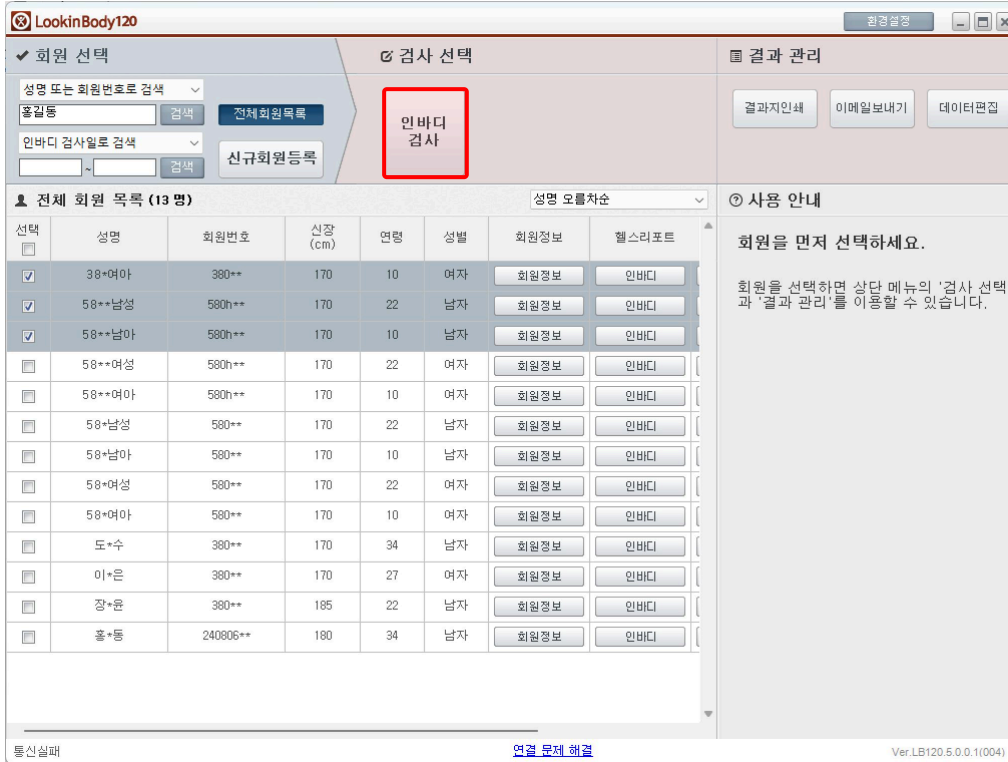 LookinBody120
환경설정
회원 선택
검사 선택
결과 관리
성명 또는 회원번호로 검색
홍길동 검색 전체회원목록
인바디 검사일로 검색
~ 검색 신규회원등록
인바디
검사
결과지인쇄 이메일보내기 데이터편집
전체 회원 목록 (13 명) 성명 오름차순
사용 안내
선택 성명 회원번호 신장
(cm) 연령 성별 회원정보 헬스리포트
38*여아 380** 170 10 여자 회원정보 인바디
58**남성 580h** 170 22 남자 회원정보 인바디
58**남아 580h** 170 10 남자 회원정보 인바디
58**여성 580h** 170 22 여자 회원정보 인바디
58**여아 580h** 170 10 여자 회원정보 인바디
58*남성 580** 170 22 남자 회원정보 인바디
58*남아 580** 170 10 남자 회원정보 인바디
58*여성 580** 170 22 여자 회원정보 인바디
58*여아 580** 170 10 여자 회원정보 인바디
도*수 380** 170 34 남자 회원정보 인바디
이*은 380** 170 27 여자 회원정보 인바디
장*윤 380** 185 22 남자 회원정보 인바디
홍*동 240806** 180 34 남자 회원정보 인바디
회원을 먼저 선택하세요.
회원을 선택하면 상단 메뉴의 '검사 선택
과 '결과 관리'를 이용할 수 있습니다.
통신실패
연결 문제 해결
Ver.LB120.5.0.0.1(004)